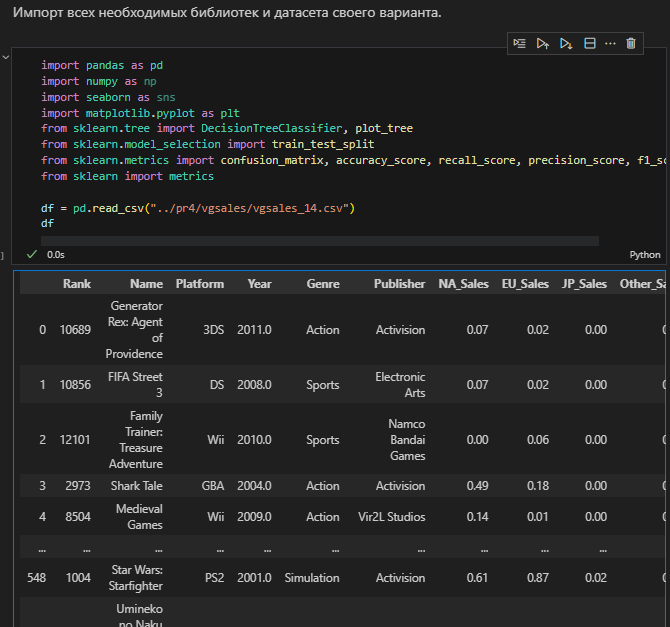 Импорт всех необходимых библиотек и датасета своего варианта.
import pandas as pd
import numpy as np
import seaborn as sns
import matplotlib.pyplot as plt
from sklearn.tree import DecisionTreeClassifier, plot_tree
from sklearn.model_selection import train_test_split
from sklearn.metrics import confusion_matrix, accuracy_score, recall_score, precision_score, f1_sc
from sklearn import metrics
df = pd.read_csv("../pr4/vgsales/vgsales_14.csv")
df
] 0.0s Python
Rank Name Platform Year Genre Publisher NA_Sales EU_Sales JP_Sales Other_Sa
Generator
Rex: Agent
0 10689 of 3DS 2011.0 Action Activision 0.07 0.02 0.00 0
Providence
1 10856 FIFA Street 3 DS 2008.0 Sports Electronic Arts 0.07 0.02 0.00 0
Family
Trainer:
2 12101 Treasure Wii 2010.0 Sports Namco Bandai Games 0.00 0.06 0.00 0
Adventure
3 2973 Shark Tale GBA 2004.0 Action Activision 0.49 0.18 0.00 0
4 8504 Medieval Games Wii 2009.0 Action Vir2L Studios 0.14 0.01 0.00 0
... ... ... ... ... ... ... ... ... ...
548 1004 Star Wars: Starfighter PS2 2001.0 Simulation Activision 0.61 0.87 0.02 0
Umineko
no Naku